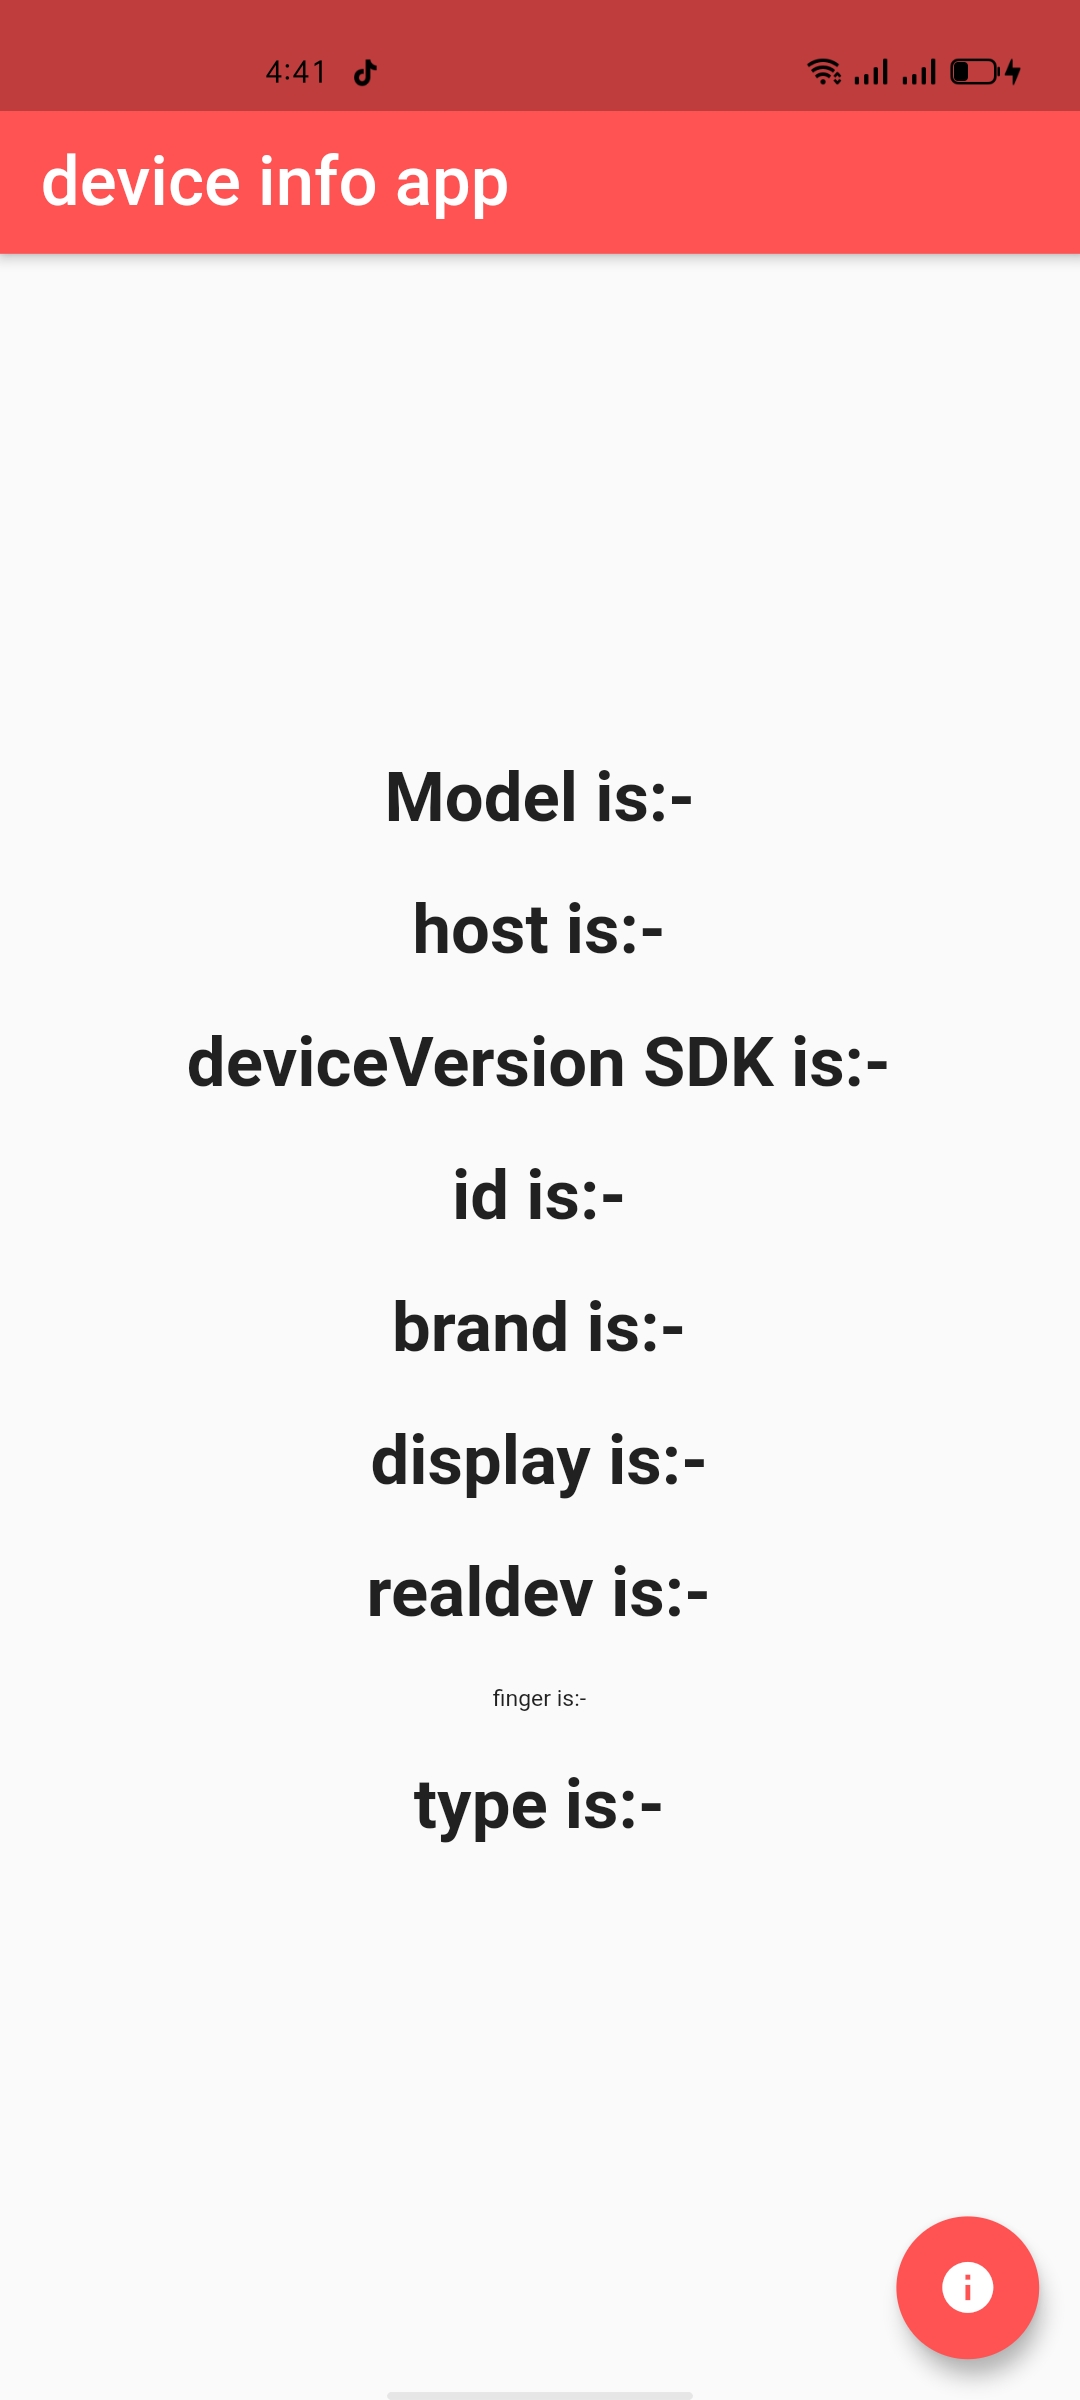 4:41
device info app
Model is:-
host is:-
deviceVersion SDK is:-
id is:-
brand is:-
display is:-
realdev is:-
finger is:-
type is:-